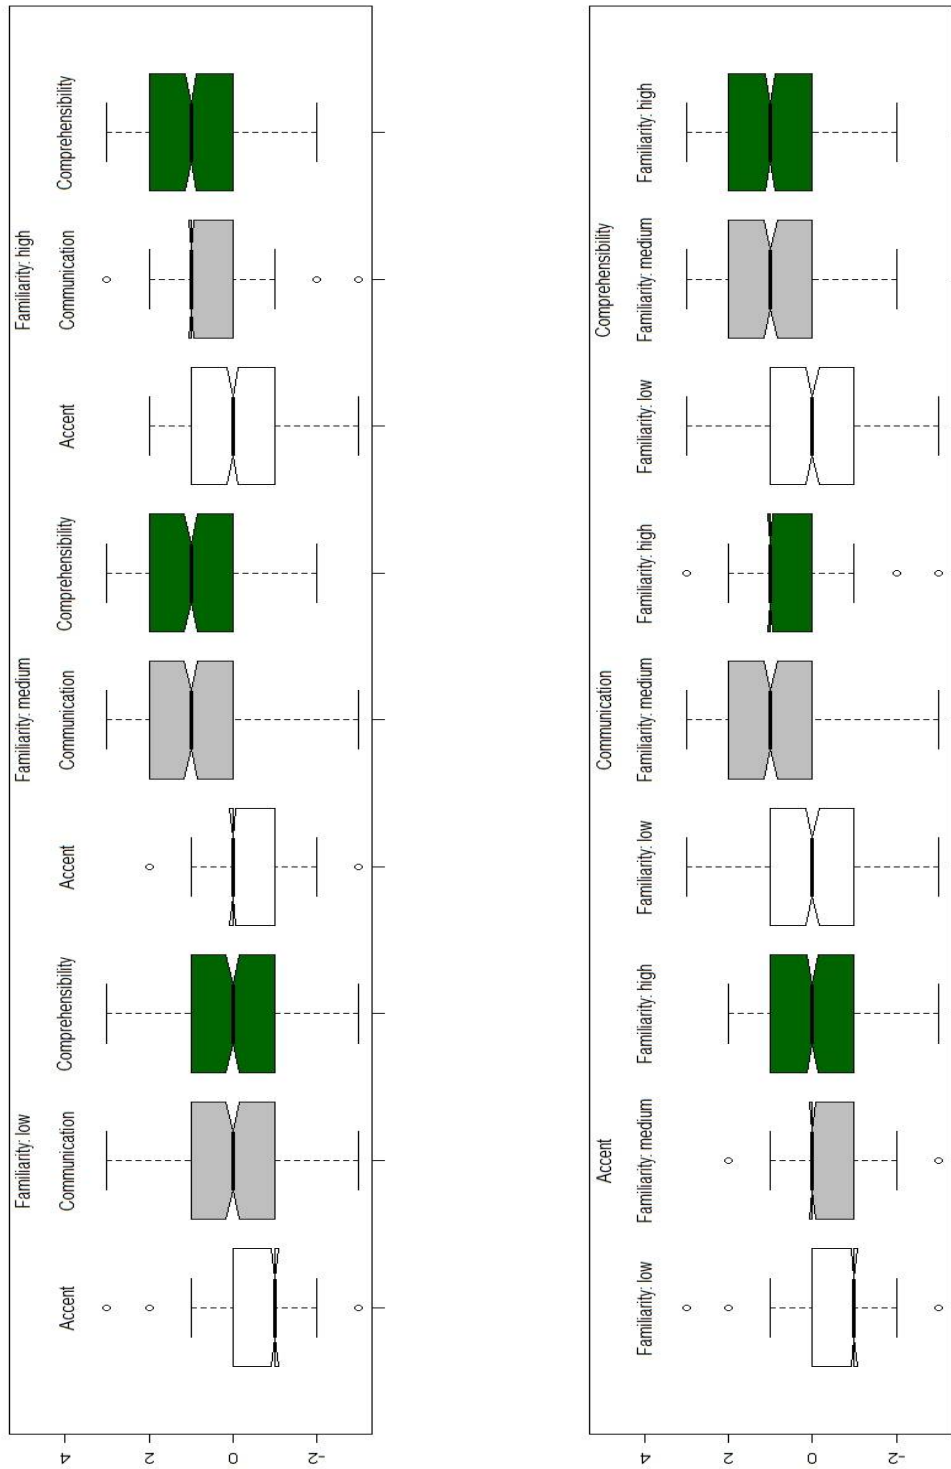 Familiarity: low
Familiarity: medium
Familiarity: high
Accent
Communication
Comprehensibility
Accent
Communication
Comprehensibility
Accent
Communication
Comprehensibility
4
2
0
-2
Accent
Communication
Comprehensibility
Familiarity: low
Familiarity: medium
Familiarity: high
Familiarity: low
Familiarity: medium
Familiarity: high
Familiarity: low
Familiarity: medium
Familiarity: high
4
2
0
-2